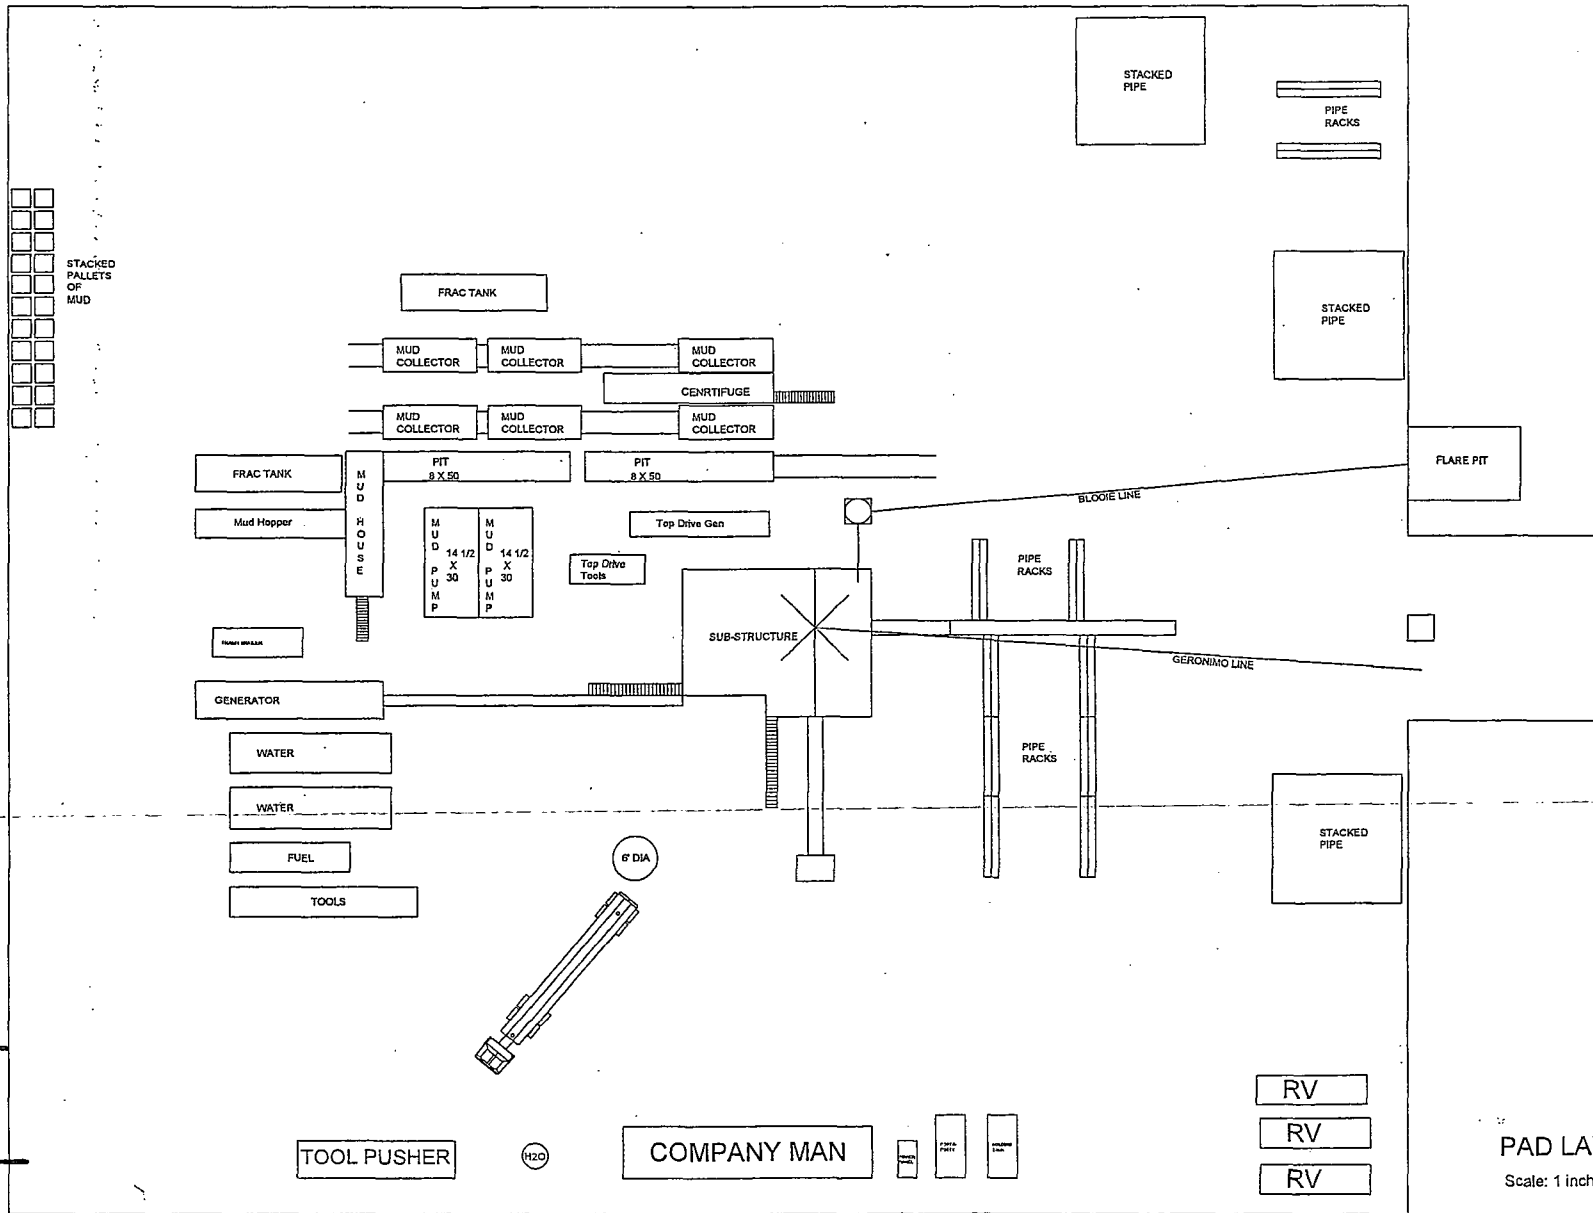 STACKED
PIPE
PIPE
RACKS
STACKED
PALLETS
OF
MUD
FRAC TANK
STACKED
PIPE
MUD
COLLECTOR
MUD
COLLECTOR
MUD
COLLECTOR
CENRTIFUGE
MUD
COLLECTOR
MUD
COLLECTOR
MUD
COLLECTOR
FRAC TANK
MUD HOUSE
PIT
8 X 50
PIT
8 X 50
FLARE PIT
BLOOIE LINE
Mud Hopper
MUD PUMP
14 1/2
X
30
MUD PUMP
14 1/2
X
30
Top Drive Gen
Top Drive
Tools
PIPE
RACKS
SUB-STRUCTURE
GERONIMO LINE
GENERATOR
WATER
PIPE
RACKS
WATER
STACKED
PIPE
FUEL
6' DIA
TOOLS
RV
RV
RV
TOOL PUSHER
H2O
COMPANY MAN
PAD LA
Scale: 1 inch